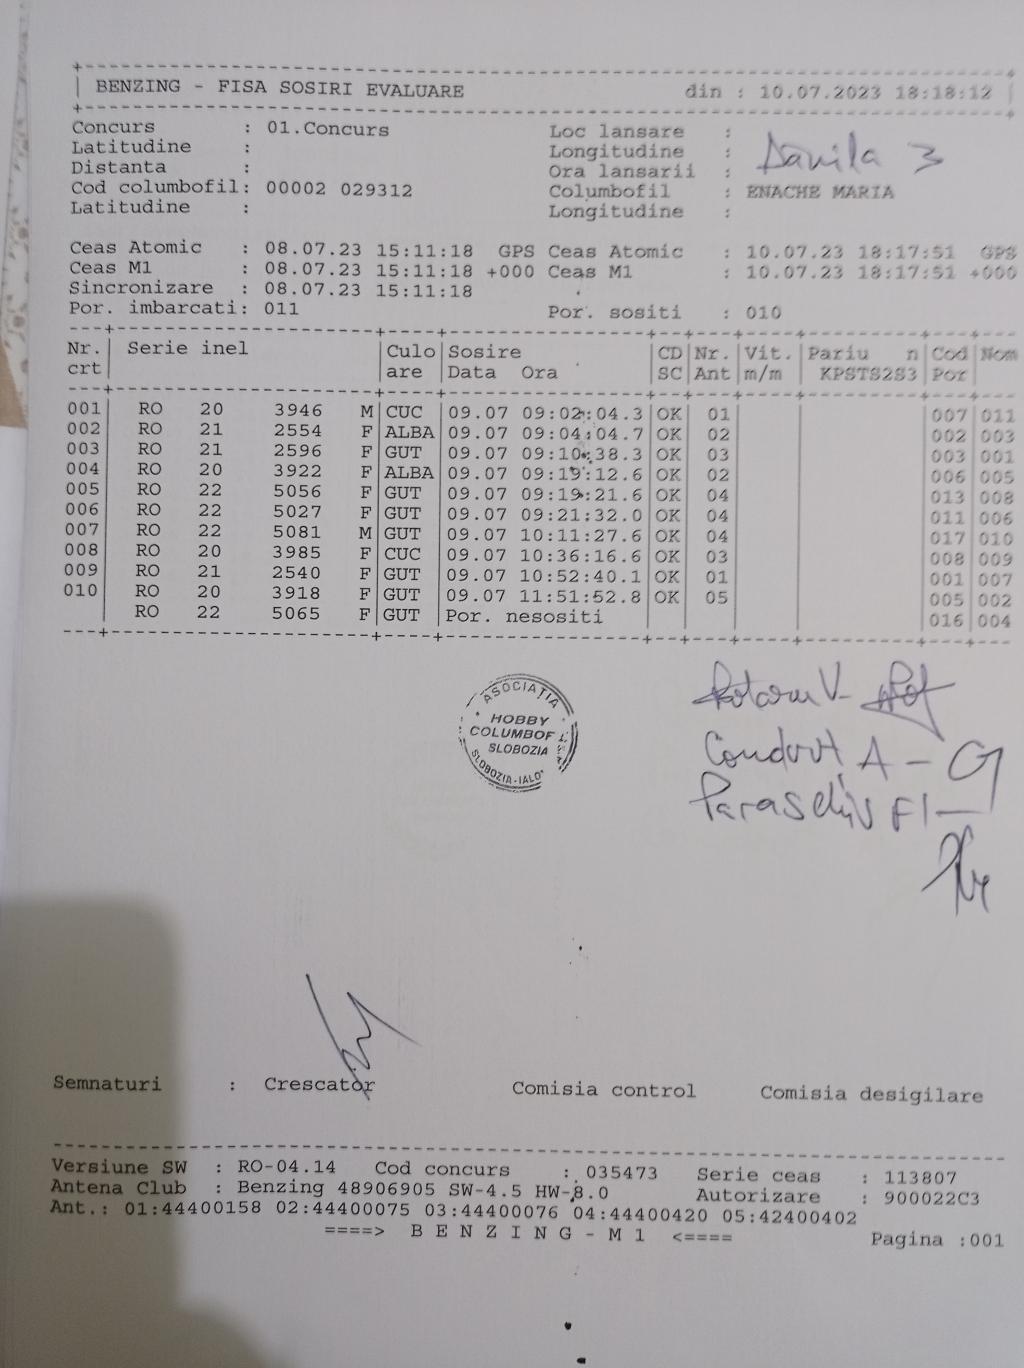 BENZING - FISA SOSIRI EVALUARE din : 10.07.2023 18:18:12
Concurs : 01.Concurs Loc lansare :
Latitudine : Longitudine : Danila 3
Distanta : Ora lansarii :
Cod columbofil: 00002 029312 Columbofil : ENACHE MARIA
Latitudine : Longitudine :
Ceas Atomic : 08.07.23 15:11:18 GPS Ceas Atomic : 10.07.23 18:17:51 GPS
Ceas M1 : 08.07.23 15:11:18 +000 Ceas M1 : 10.07.23 18:17:51 +000
Sincronizare : 08.07.23 15:11:18
Por. imbarcati: 011 Por. sositi : 010
Nr. Serie inel Culo Sosire CD Nr. Vit. Pariu n Cod Nom
crt are Data Ora SC Ant m/m KPSTS2S3 Por
001 RO 20 3946 M CUC 09.07 09:02:04.3 OK 01 007 011
002 RO 21 2554 F ALBA 09.07 09:04:04.7 OK 02 002 003
003 RO 21 2596 F GUT 09.07 09:10:38.3 OK 03 003 001
004 RO 20 3922 F ALBA 09.07 09:19:12.6 OK 02 006 005
005 RO 22 5056 F GUT 09.07 09:19:21.6 OK 04 013 008
006 RO 22 5027 F GUT 09.07 09:21:32.0 OK 04 011 006
007 RO 22 5081 M GUT 09.07 10:11:27.6 OK 04 017 010
008 RO 20 3985 F CUC 09.07 10:36:16.6 OK 03 008 009
009 RO 21 2540 F GUT 09.07 10:52:40.1 OK 01 001 007
010 RO 20 3918 F GUT 09.07 11:51:52.8 OK 05 005 002
RO 22 5065 F GUT Por. nesositi 016 004
ASOCIAȚIA
HOBBY
COLUMBOF
SLOBOZIA
SLOBOZIA-IALO
V-
A -
Paraschiv Fl -
Semnaturi : Crescator Comisia control Comisia desigilare
Versiune SW : RO-04.14 Cod concurs : 035473 Serie ceas : 113807
Antena Club : Benzing 48906905 SW-4.5 HW-8.0 Autorizare : 900022C3
Ant.: 01:44400158 02:44400075 03:44400076 04:44400420 05:42400402
====> B E N Z I N G - M 1 <==== Pagina :001